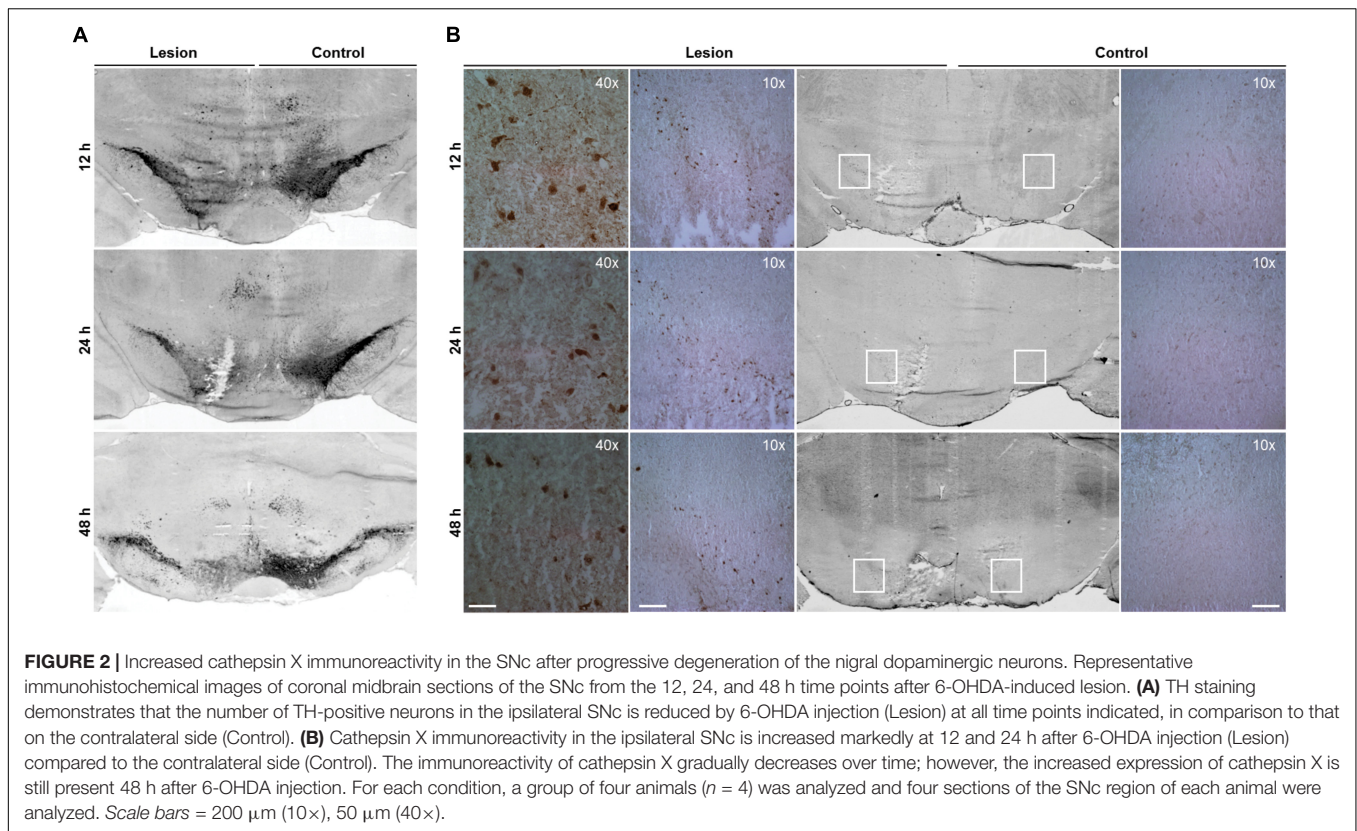 A
B
Lesion
Control
Lesion
Control
12 h
40x
10x
10x
24 h
40x
10x
10x
48 h
40x
10x
10x
FIGURE 2 | Increased cathepsin X immunoreactivity in the SNc after progressive degeneration of the nigral dopaminergic neurons. Representative
immunohistochemical images of coronal midbrain sections of the SNc from the 12, 24, and 48 h time points after 6-OHDA-induced lesion. (A) TH staining
demonstrates that the number of TH-positive neurons in the ipsilateral SNc is reduced by 6-OHDA injection (Lesion) at all time points indicated, in comparison to that
on the contralateral side (Control). (B) Cathepsin X immunoreactivity in the ipsilateral SNc is increased markedly at 12 and 24 h after 6-OHDA injection (Lesion)
compared to the contralateral side (Control). The immunoreactivity of cathepsin X gradually decreases over time; however, the increased expression of cathepsin X is
still present 48 h after 6-OHDA injection. For each condition, a group of four animals (n = 4) was analyzed and four sections of the SNc region of each animal were
analyzed. Scale bars = 200 μm (10×), 50 μm (40×).